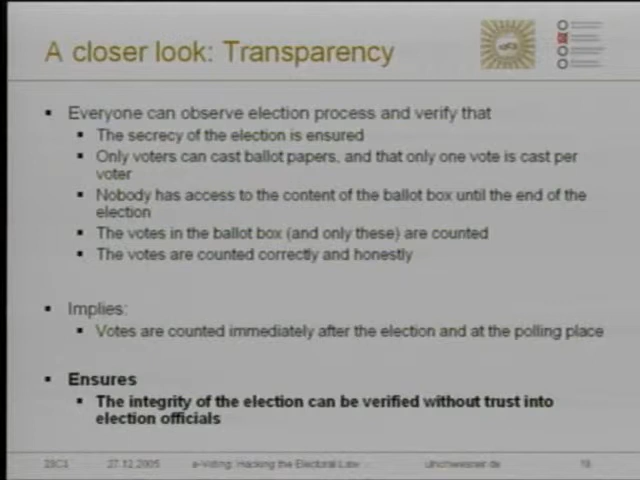 A closer look: Transparency
▪ Everyone can observe election process and verify that
▪ The secrecy of the election is ensured
▪ Only voters can cast ballot papers, and that only one vote is cast per
voter
▪ Nobody has access to the content of the ballot box until the end of the
election
▪ The votes in the ballot box (and only these) are counted
▪ The votes are counted correctly and honestly
▪ Implies:
▪ Votes are counted immediately after the election and at the polling place
▪ Ensures
▪ The integrity of the election can be verified without trust into
election officials
27.12.2005 e-Voting: Hacking the Electoral Law